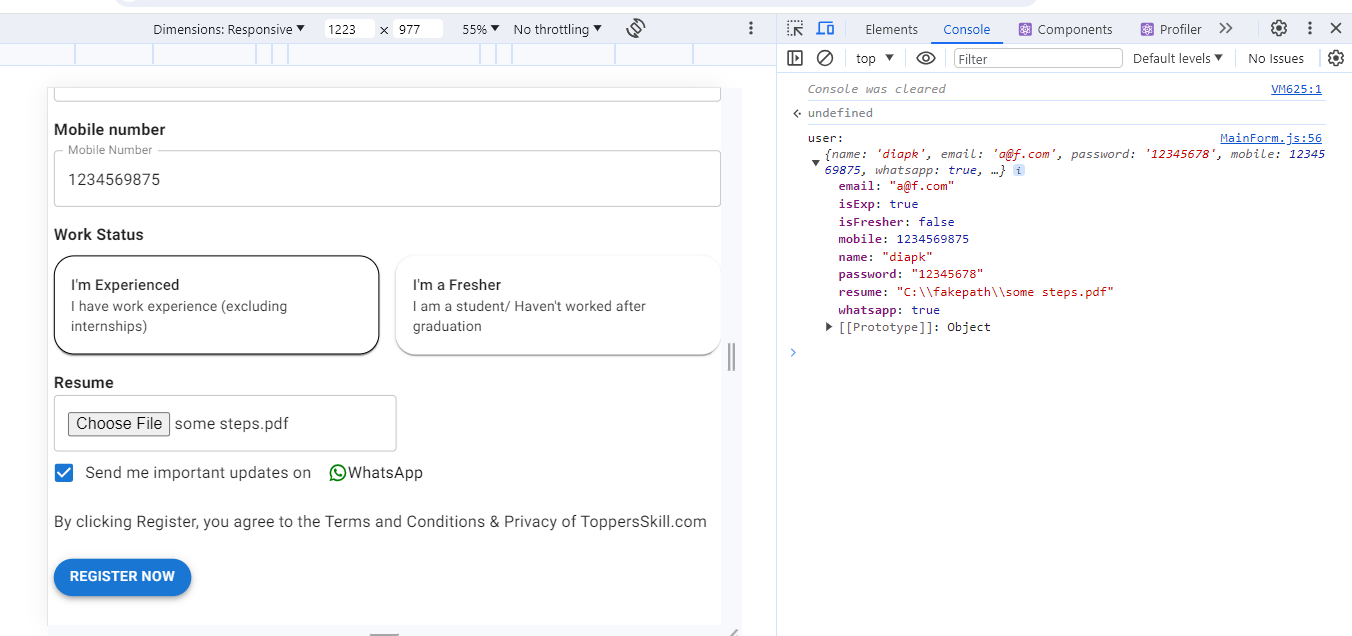 Dimensions: Responsive ▼ 1223 × 977 55% ▼ No throttling ▼
Elements Console Components Profiler
top ▼ Filter Default levels ▼ No Issues
Mobile number
Mobile Number
1234569875
Work Status
I'm Experienced
I have work experience (excluding
internships)
I'm a Fresher
I am a student/ Haven't worked after
graduation
Resume
Choose File some steps.pdf
Send me important updates on WhatsApp
By clicking Register, you agree to the Terms and Conditions & Privacy of ToppersSkill.com
REGISTER NOW
Console was cleared VM625:1
undefined
user: MainForm.js:56
{name: 'diapk', email: 'a@f.com', password: '12345678', mobile: 12345
69875, whatsapp: true, …}
email: "a@f.com"
isExp: true
isFresher: false
mobile: 1234569875
name: "diapk"
password: "12345678"
resume: "C:\\fakepath\\some steps.pdf"
whatsapp: true
[[Prototype]]: Object